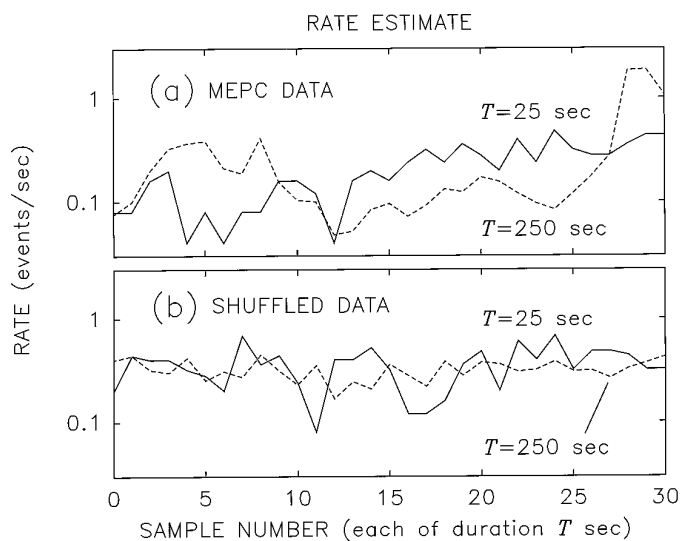 RATE ESTIMATE
(a) MEPC DATA
T=25 sec
T=250 sec
1
0.1
RATE (events/sec)
(b) SHUFFLED DATA
T=25 sec
T=250 sec
1
0.1
0 5 10 15 20 25 30
SAMPLE NUMBER (each of duration T sec)